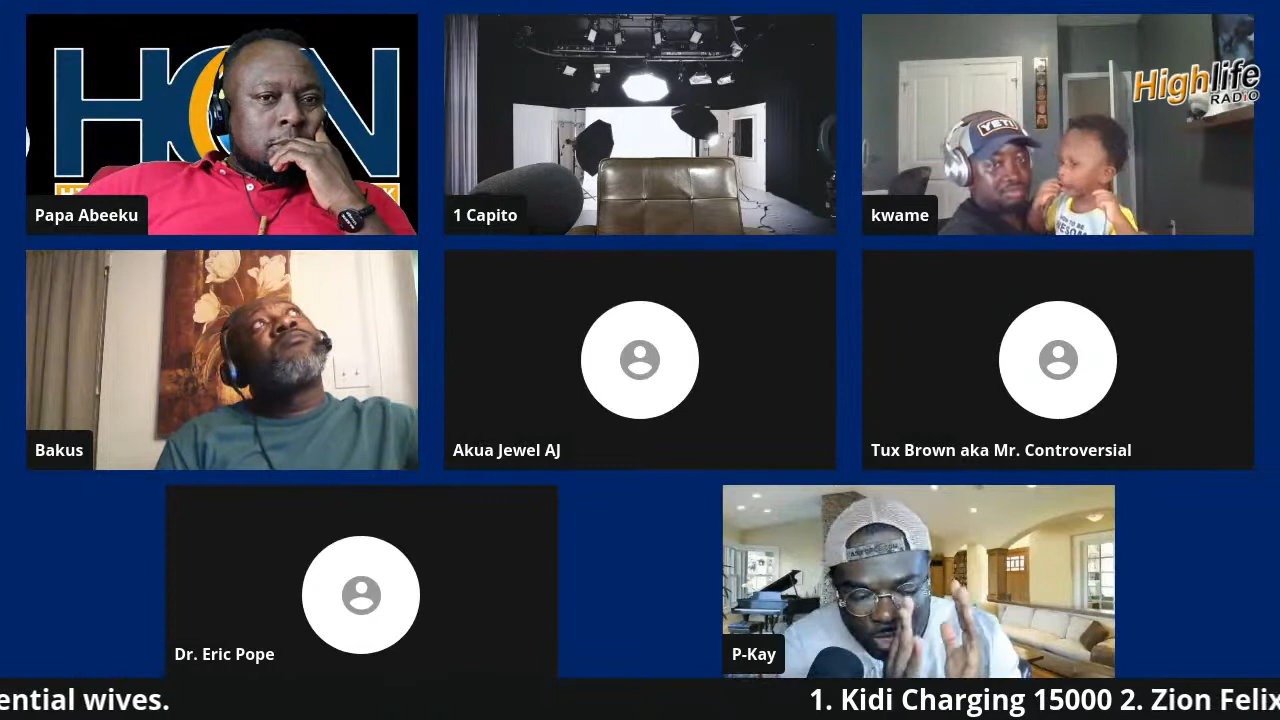 HCN
Papa Abeeku
1 Capito
YETI
Highlife
RADIO
kwame
Bakus
Akua Jewel AJ
Tux Brown aka Mr. Controversial
Dr. Eric Pope
P-Kay
ential wives.
1. Kidi Charging 15000 2. Zion Felix